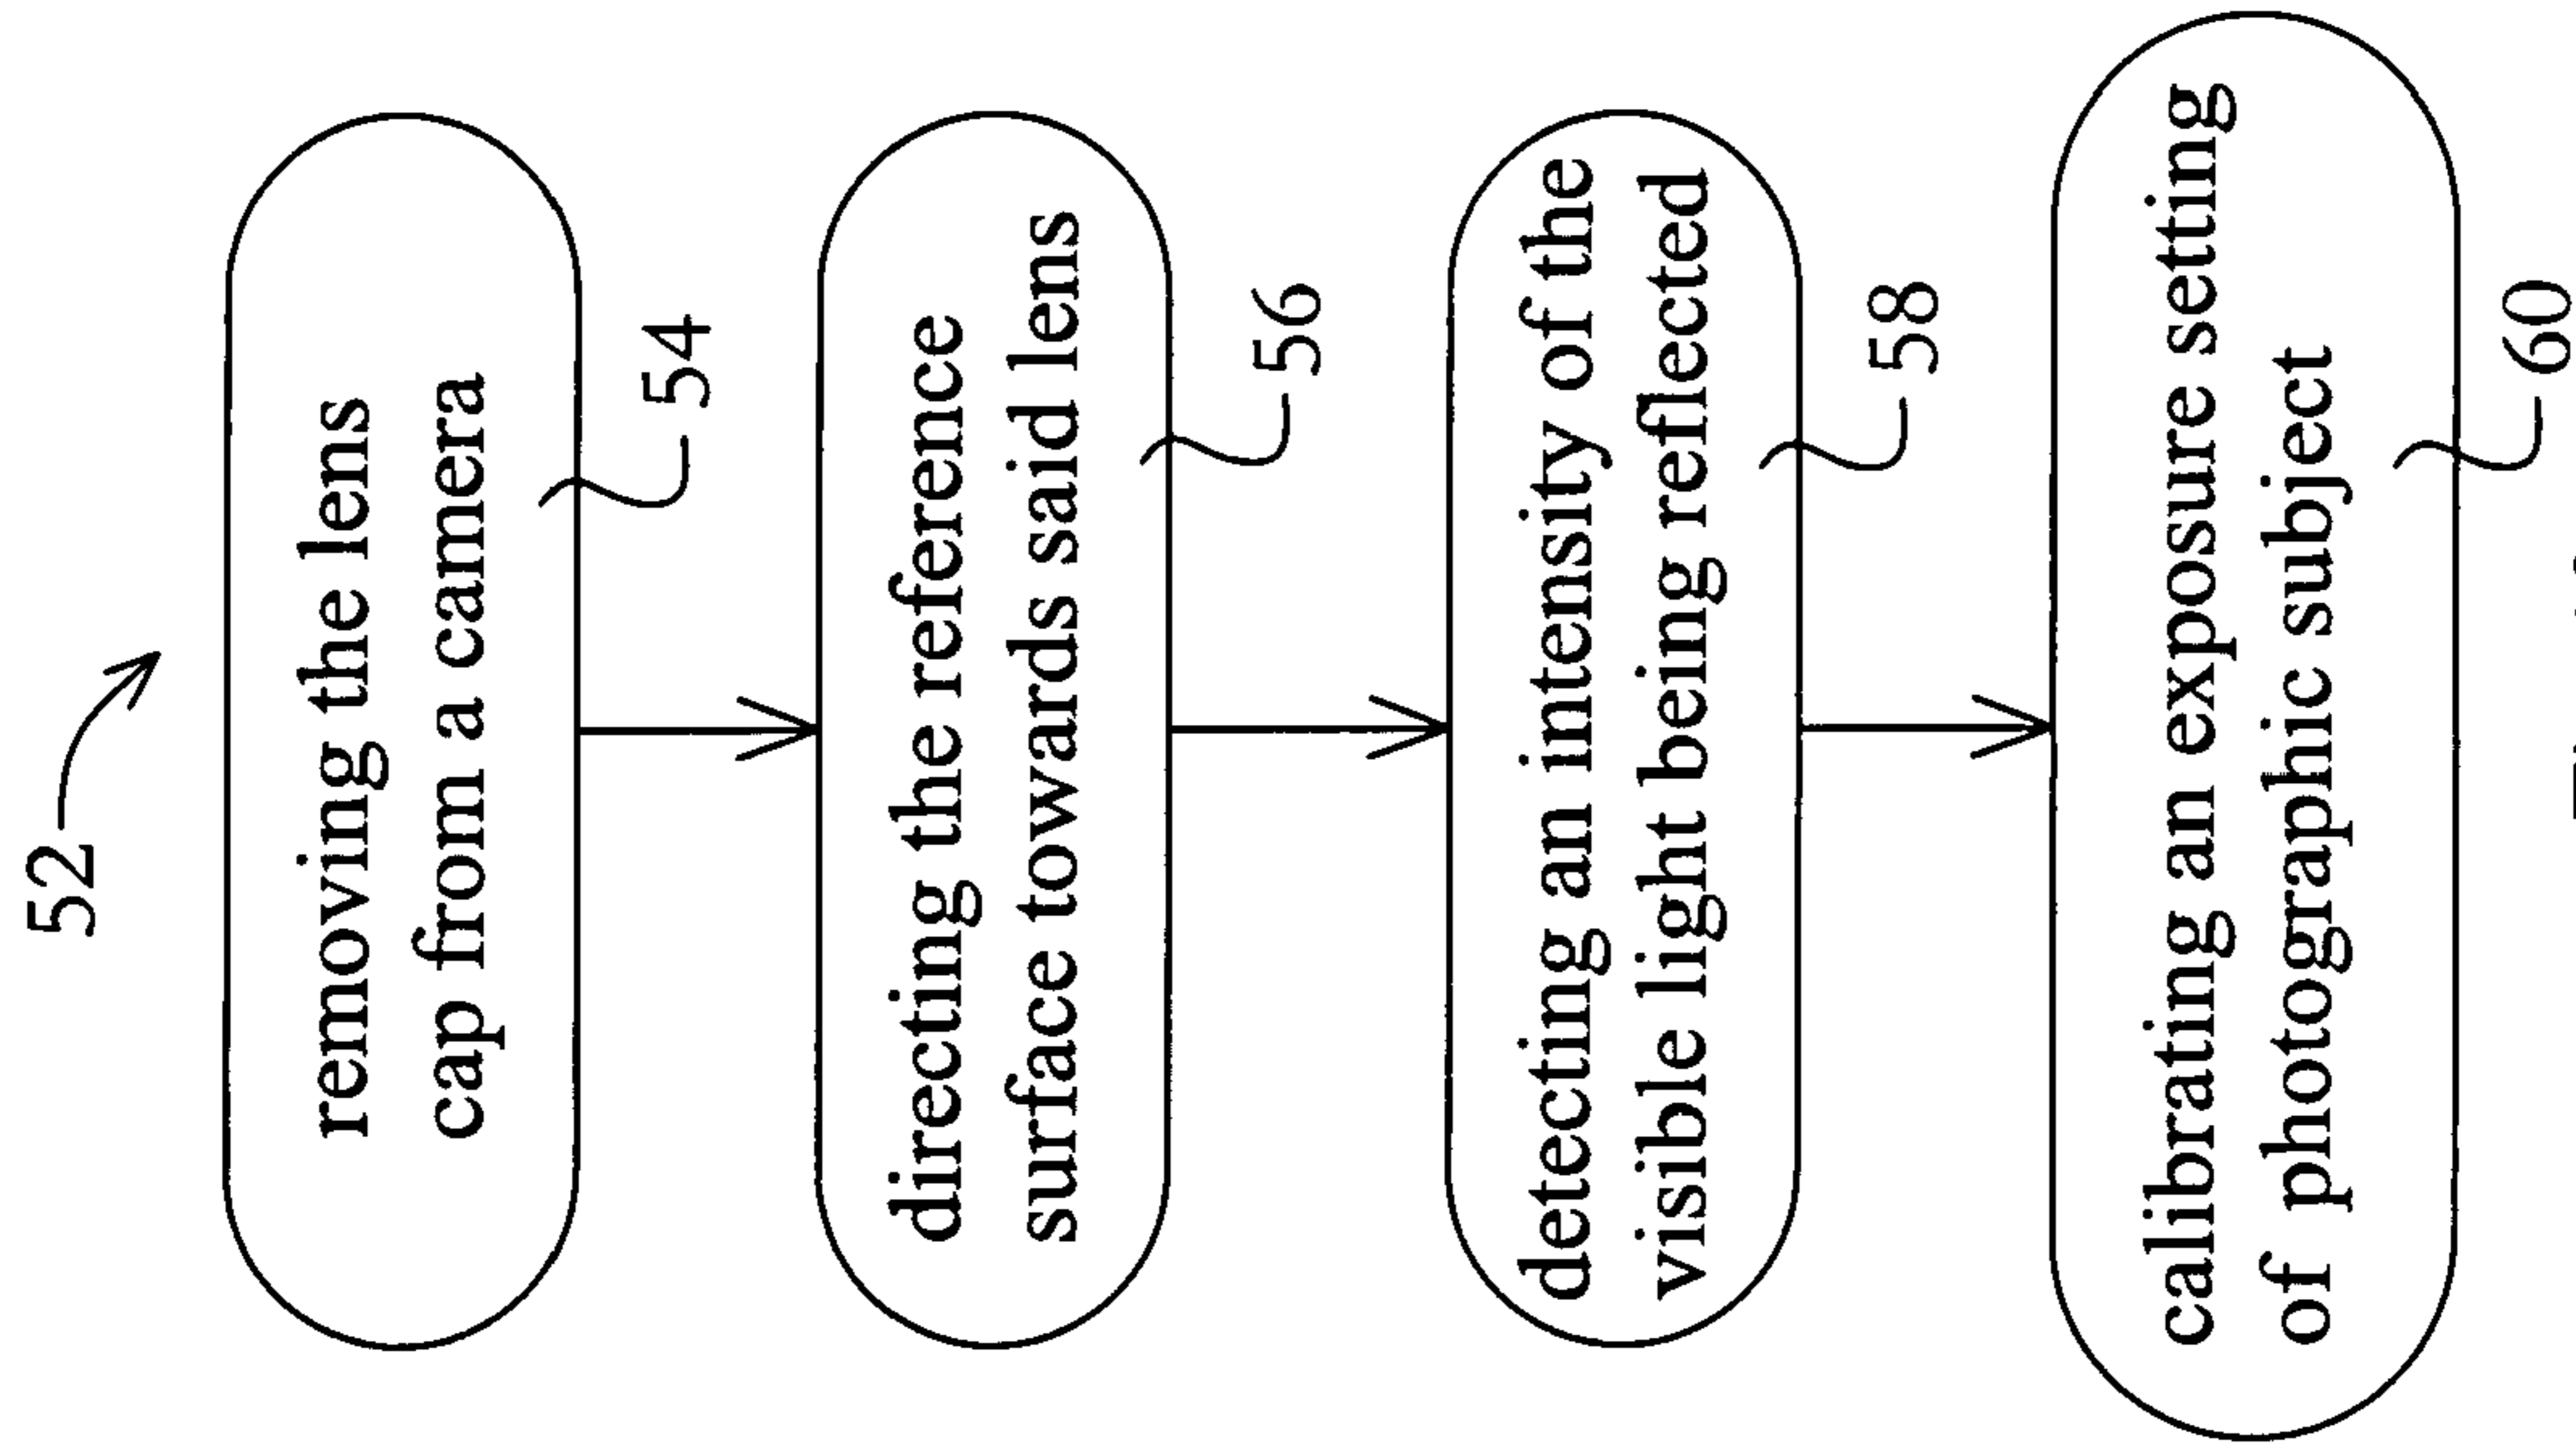 52
removing the lens
cap from a camera
54
directing the reference
surface towards said lens
56
detecting an intensity of the
visible light being reflected
58
calibrating an exposure setting
of photographic subject
60